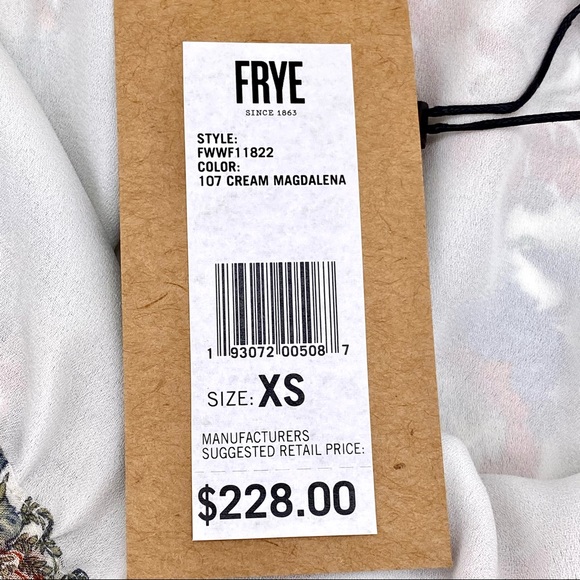 FRYE
SINCE 1863
STYLE:
FWWF11822
COLOR:
107 CREAM MAGDALENA
1 93072 00508 7
SIZE: XS
MANUFACTURERS
SUGGESTED RETAIL PRICE:
$228.00